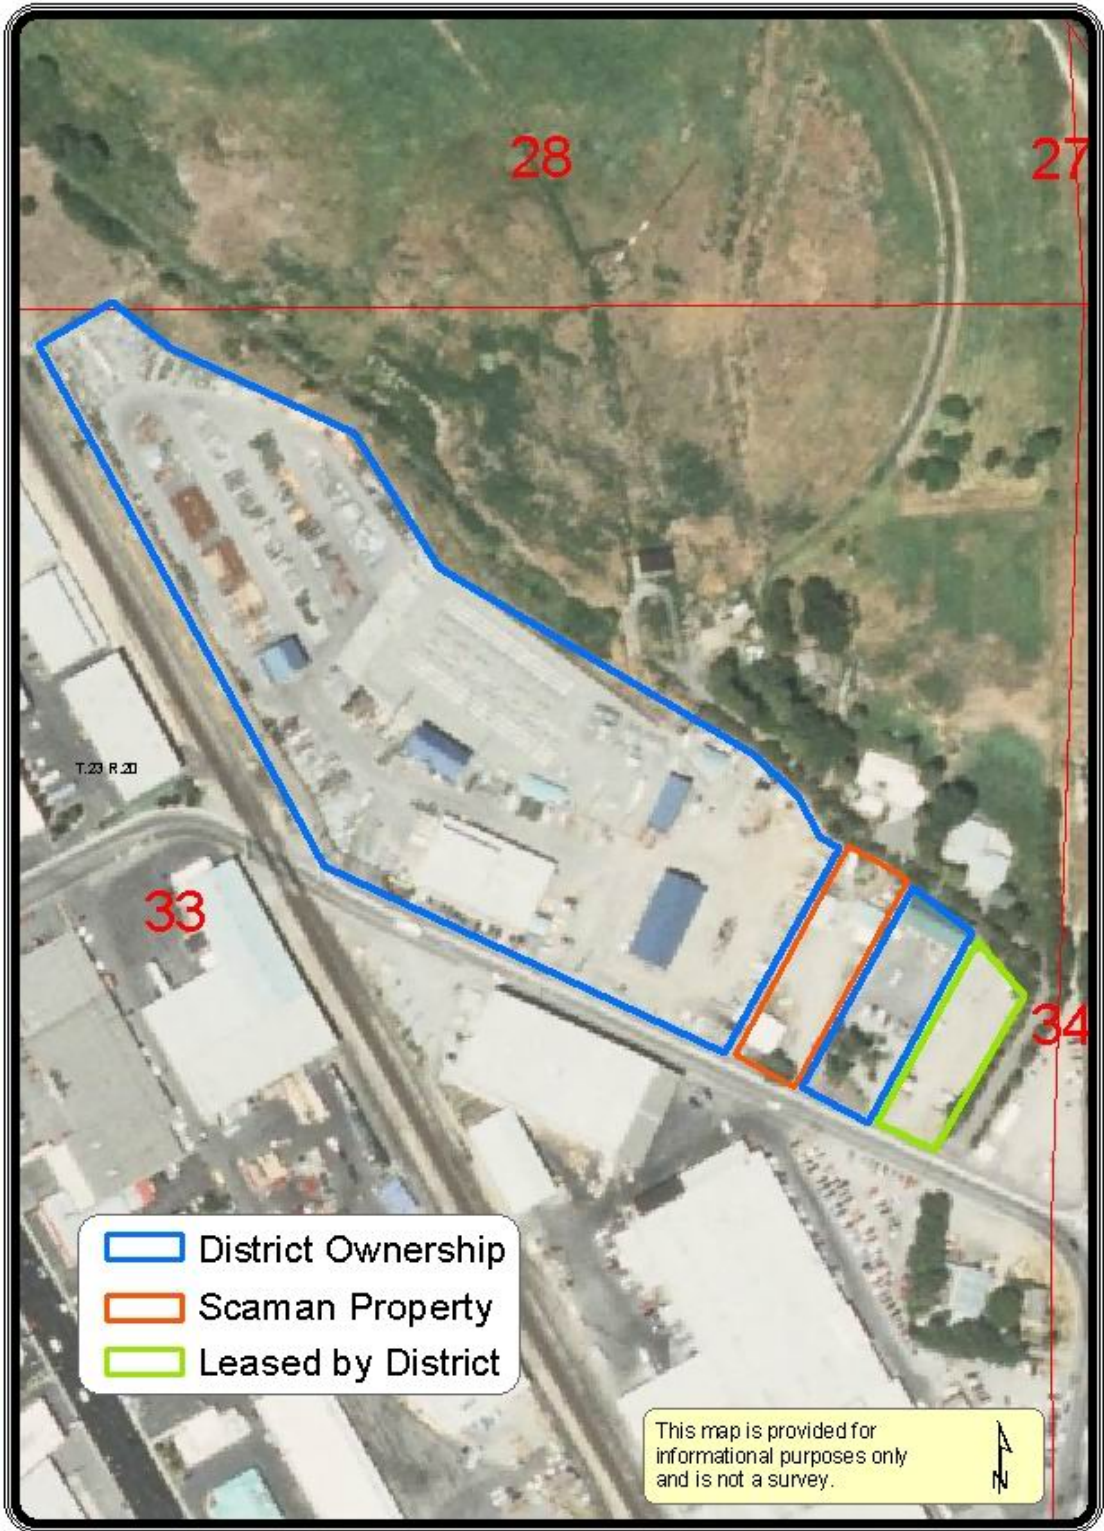 28
27
T.23 R.20
33
34
District Ownership
Scaman Property
Leased by District
This map is provided for
informational purposes only
and is not a survey.
N